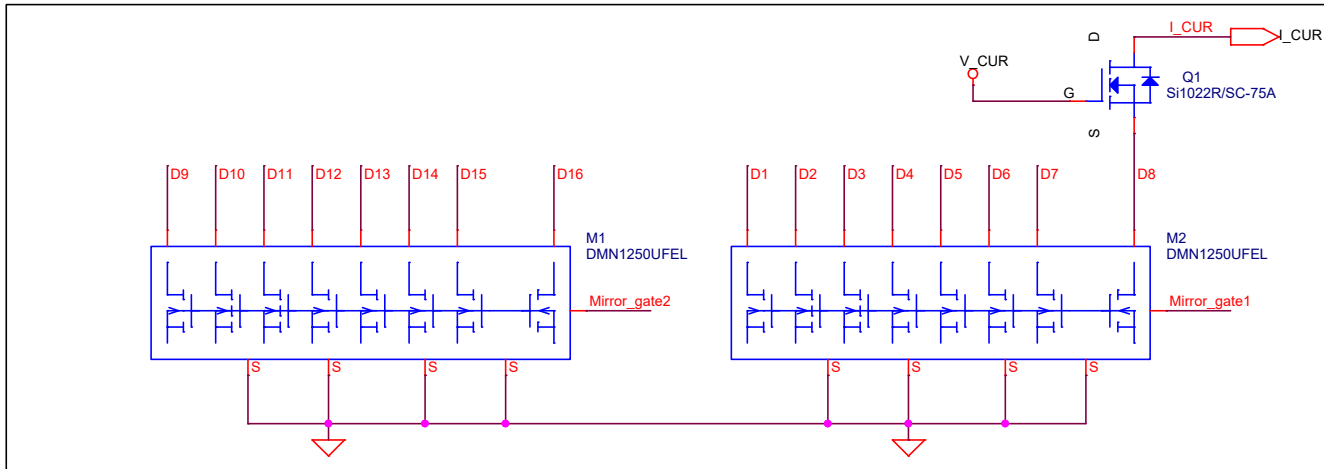 D
I_CUR
I_CUR
V_CUR
Q1
Si1022R/SC-75A
G
S
D9
D10
D11
D12
D13
D14
D15
D16
D1
D2
D3
D4
D5
D6
D7
D8
M1
DMN1250UFEL
M2
DMN1250UFEL
Mirror_gate2
Mirror_gate1
S
S
S
S
S
S
S
S